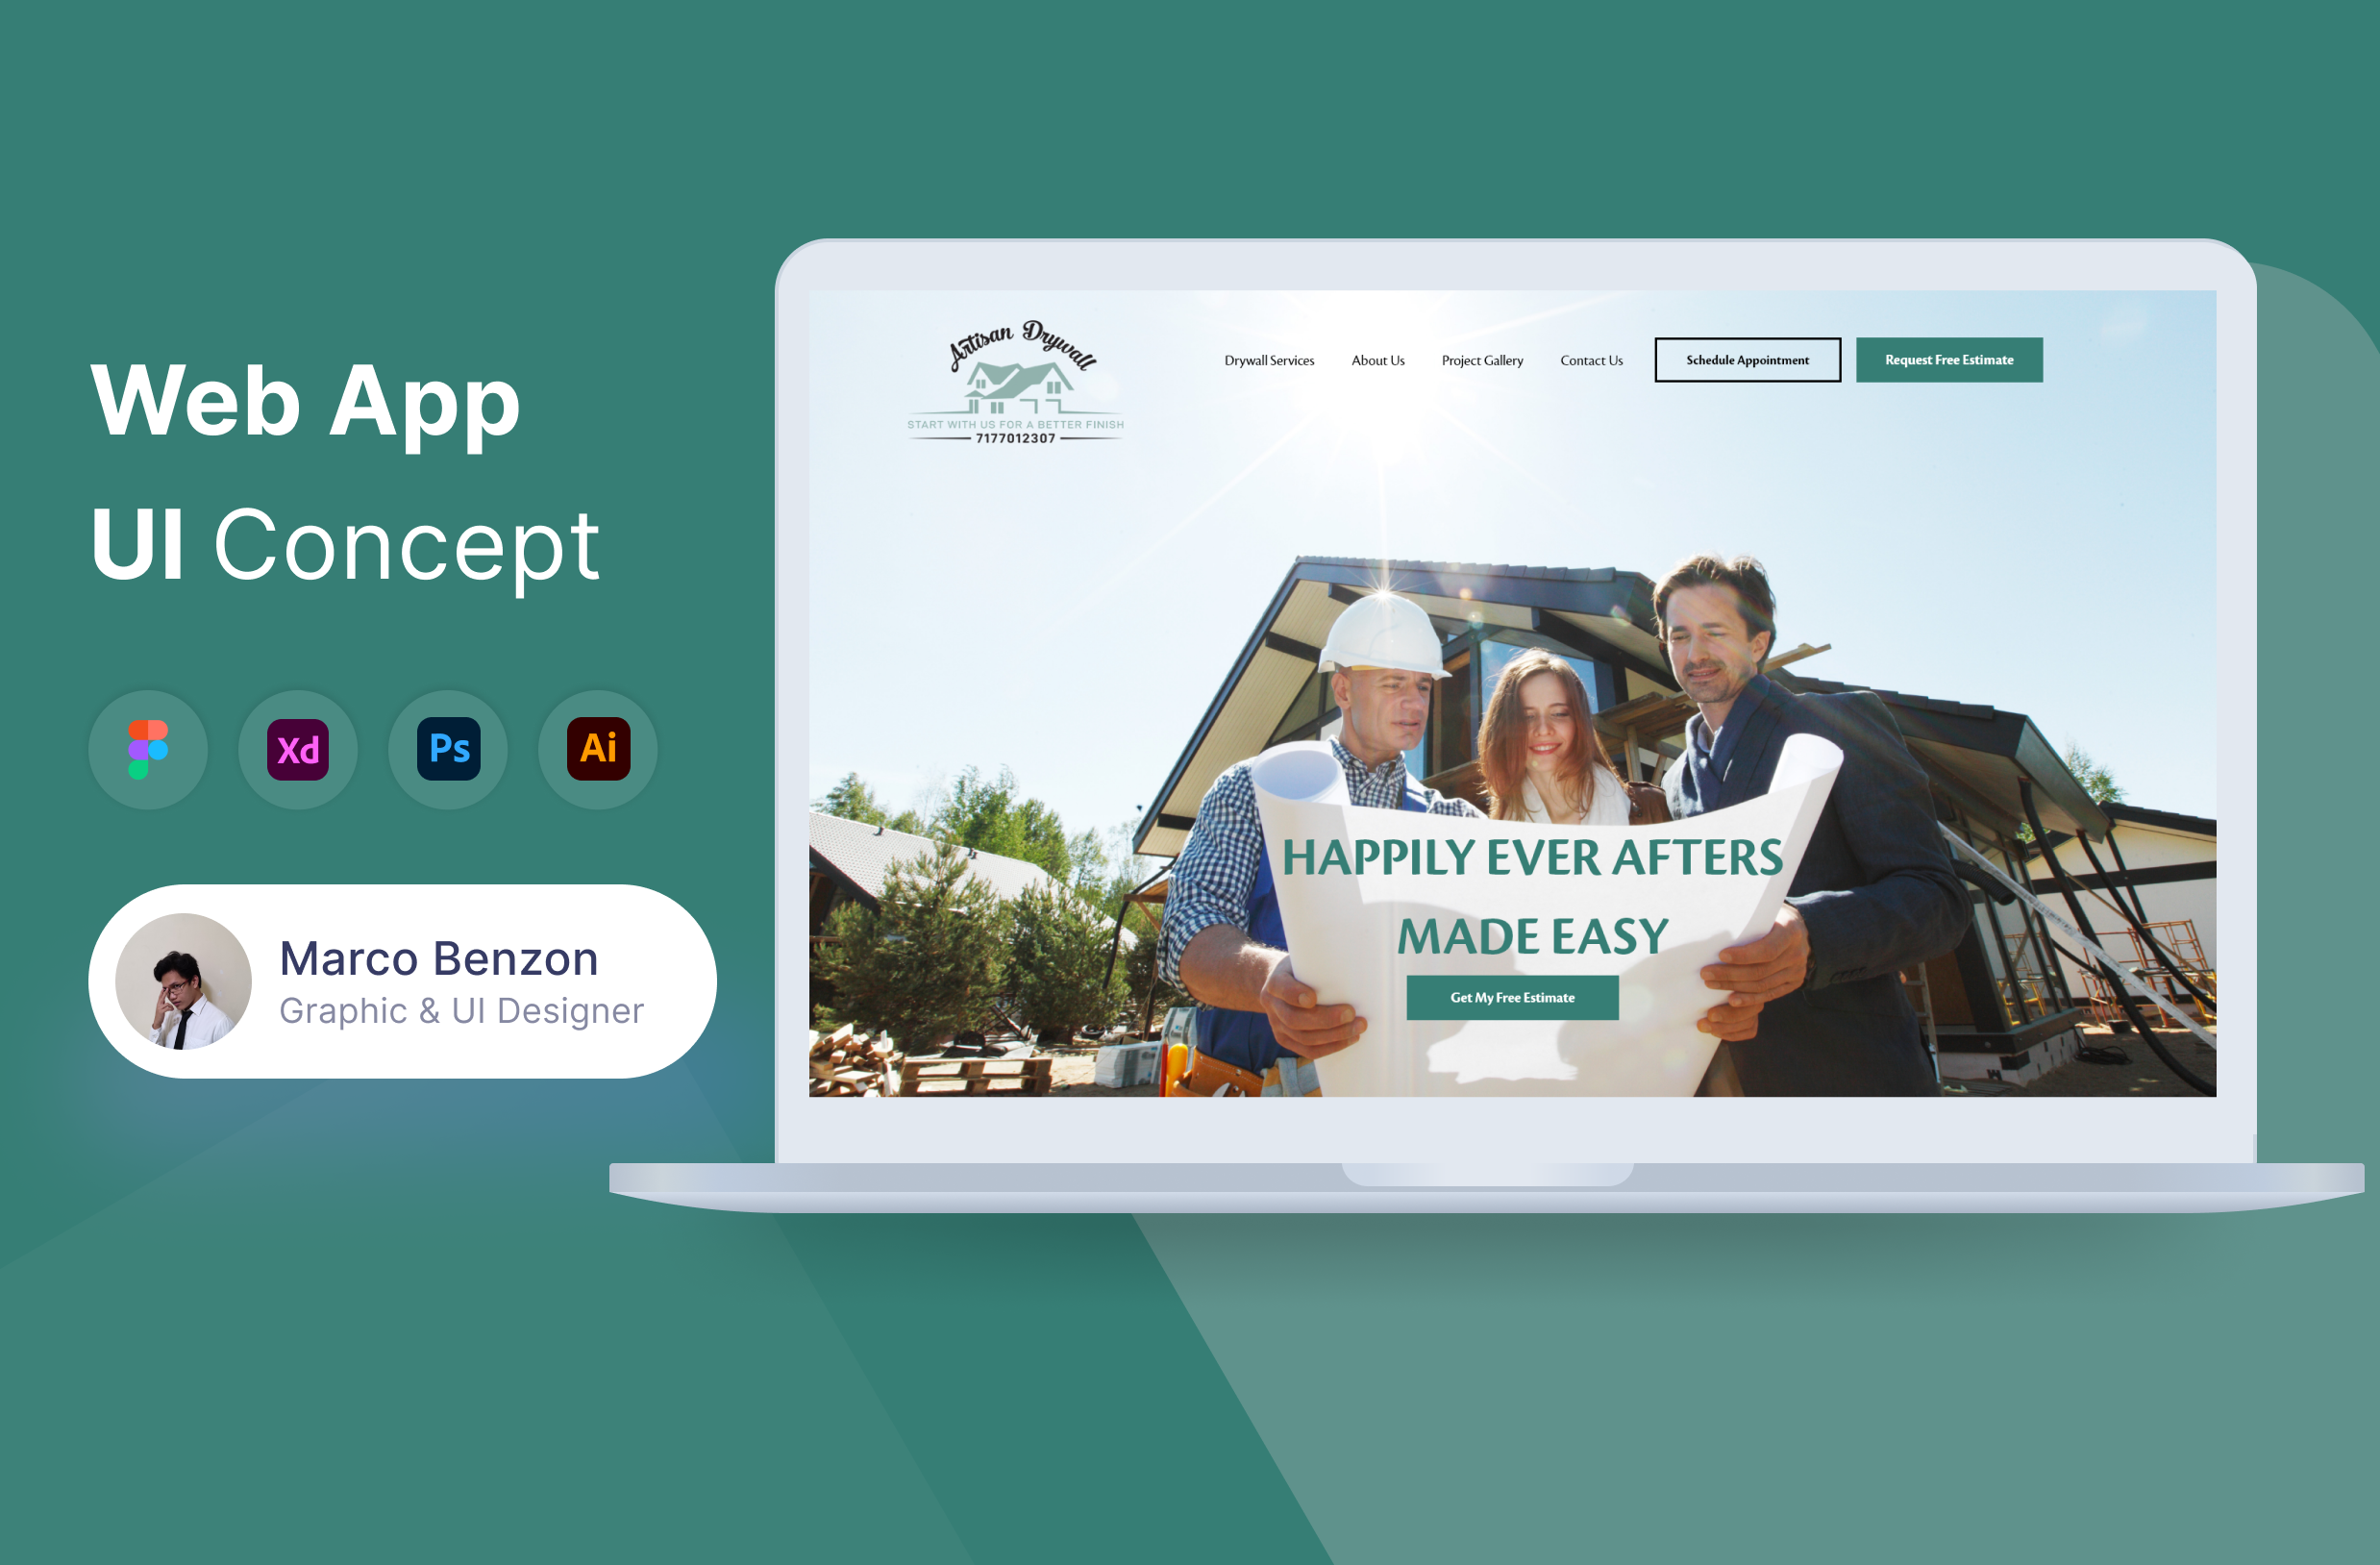 Web App
UI Concept
Xd
Ps
Ai
Marco Benzon
Graphic & UI Designer
Artisan Drywall
START WITH US FOR A BETTER FINISH
7177012307
Drywall Services
About Us
Project Gallery
Contact Us
Schedule Appointment
Request Free Estimate
HAPPILY EVER AFTERS
MADE EASY
Get My Free Estimate